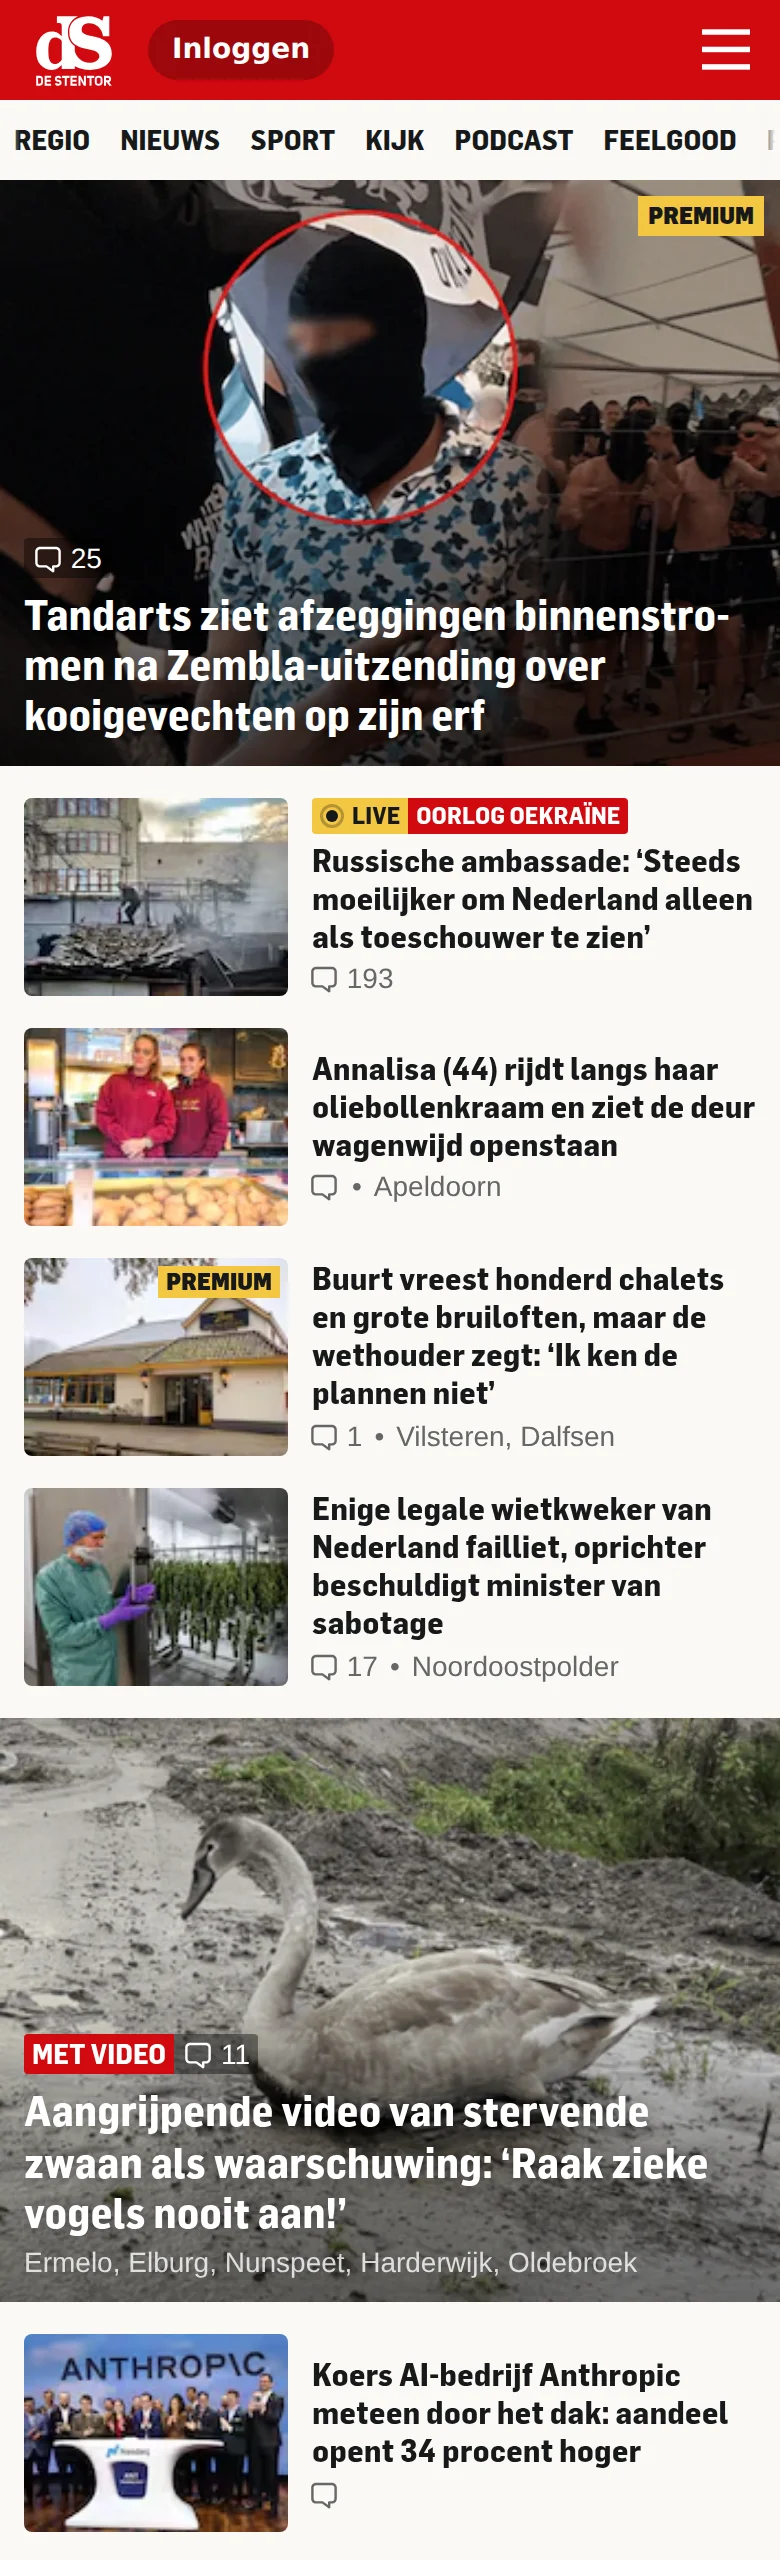 dS
DE STENTOR
Inloggen
REGIO NIEUWS SPORT KIJK PODCAST FEELGOOD
PREMIUM
25
Tandarts ziet afzeggingen binnenstro-
men na Zembla-uitzending over
kooigevechten op zijn erf
LIVE OORLOG OEKRAÏNE
Russische ambassade: ‘Steeds
moeilijker om Nederland alleen
als toeschouwer te zien’
193
Annalisa (44) rijdt langs haar
oliebollenkraam en ziet de deur
wagenwijd openstaan
• Apeldoorn
PREMIUM
Buurt vreest honderd chalets
en grote bruiloften, maar de
wethouder zegt: ‘Ik ken de
plannen niet’
1 • Vilsteren, Dalfsen
Enige legale wietkweker van
Nederland failliet, oprichter
beschuldigt minister van
sabotage
17 • Noordoostpolder
MET VIDEO 11
Aangrijpende video van stervende
zwaan als waarschuwing: ‘Raak zieke
vogels nooit aan!’
Ermelo, Elburg, Nunspeet, Harderwijk, Oldebroek
ANTHROP\C
Nasdaq
Koers AI-bedrijf Anthropic
meteen door het dak: aandeel
opent 34 procent hoger